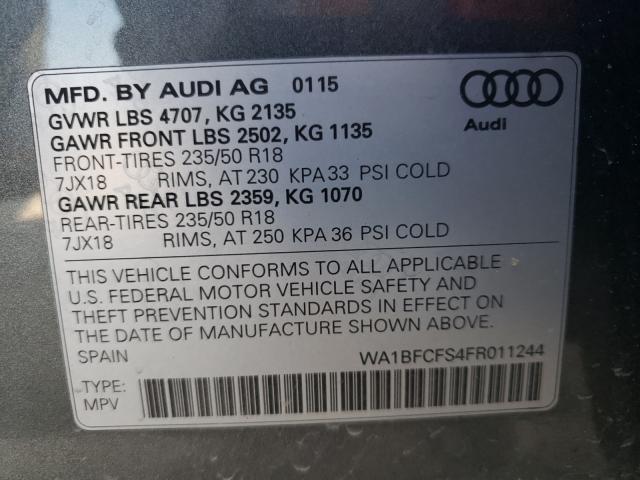 MFD. BY AUDI AG 0115
GVWR LBS 4707, KG 2135
GAWR FRONT LBS 2502, KG 1135
FRONT-TIRES 235/50 R18
7JX18 RIMS, AT 230 KPA 33 PSI COLD
GAWR REAR LBS 2359, KG 1070
REAR-TIRES 235/50 R18
7JX18 RIMS, AT 250 KPA 36 PSI COLD
Audi
THIS VEHICLE CONFORMS TO ALL APPLICABLE
U.S. FEDERAL MOTOR VEHICLE SAFETY AND
THEFT PREVENTION STANDARDS IN EFFECT ON
THE DATE OF MANUFACTURE SHOWN ABOVE.
SPAIN WA1BFCFS4FR011244
TYPE:
MPV